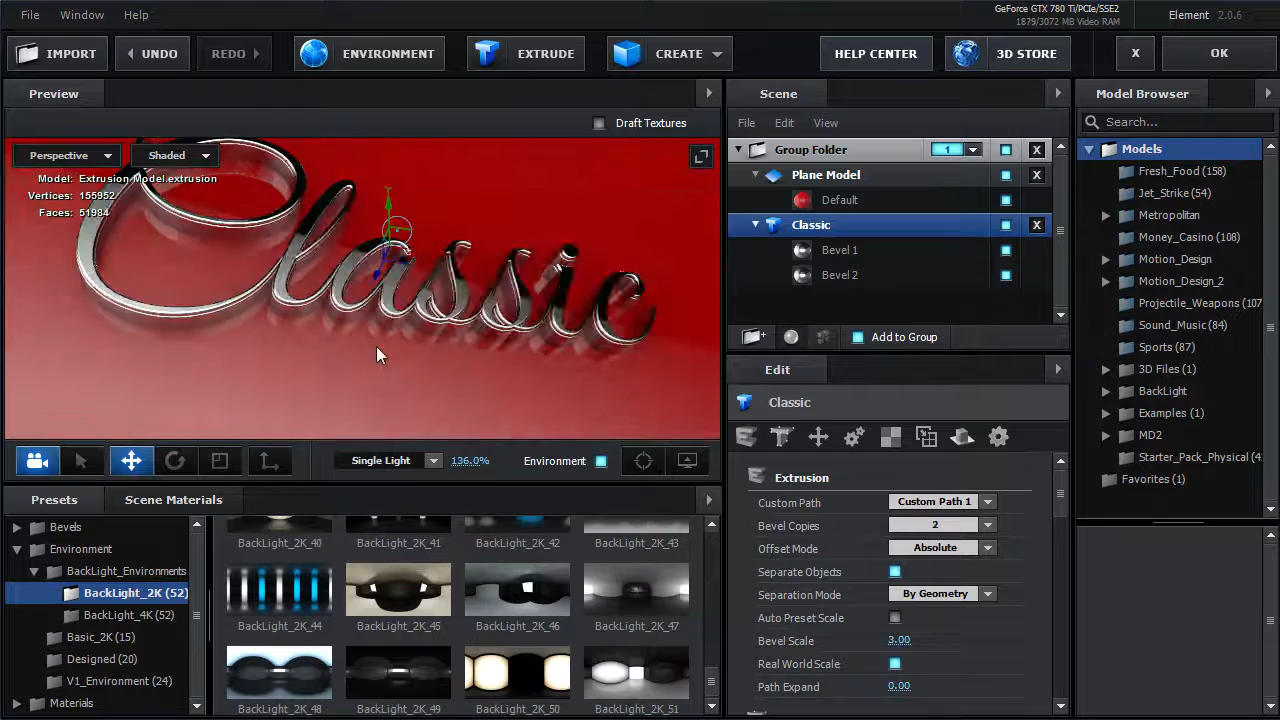 File Window Help
GeForce GTX 780 Ti/PCIe/SSE2
1879/3072 MB Video RAM
Element 2.0.6
IMPORT UNDO REDO ENVIRONMENT EXTRUDE CREATE HELP CENTER 3D STORE X OK
Preview
Draft Textures
Perspective Shaded
Model: Extrusion Model.extrusion
Vertices: 155952
Faces: 51984
Classic
Y
Single Light 136.0% Environment
Presets Scene Materials
Bevels
Environment
BackLight_Environments
BackLight_2K (52)
BackLight_4K (52)
Basic_2K (15)
Designed (20)
V1_Environment (24)
Materials
BackLight_2K_40 BackLight_2K_41 BackLight_2K_42 BackLight_2K_43
BackLight_2K_44 BackLight_2K_45 BackLight_2K_46 BackLight_2K_47
BackLight_2K_48 BackLight_2K_49 BackLight_2K_50 BackLight_2K_51
Scene
File Edit View
Group Folder 1 X
Plane Model X
Default
Classic X
Bevel 1
Bevel 2
Add to Group
Edit
Classic
Extrusion
Custom Path Custom Path 1
Bevel Copies 2
Offset Mode Absolute
Separate Objects
Separation Mode By Geometry
Auto Preset Scale
Bevel Scale 3.00
Real World Scale
Path Expand 0.00
Model Browser
Search...
Models
Fresh_Food (158)
Jet_Strike (54)
Metropolitan
Money_Casino (108)
Motion_Design
Motion_Design_2
Projectile_Weapons (107
Sound_Music (84)
Sports (87)
3D Files (1)
BackLight
Examples (1)
MD2
Starter_Pack_Physical (4
Favorites (1)